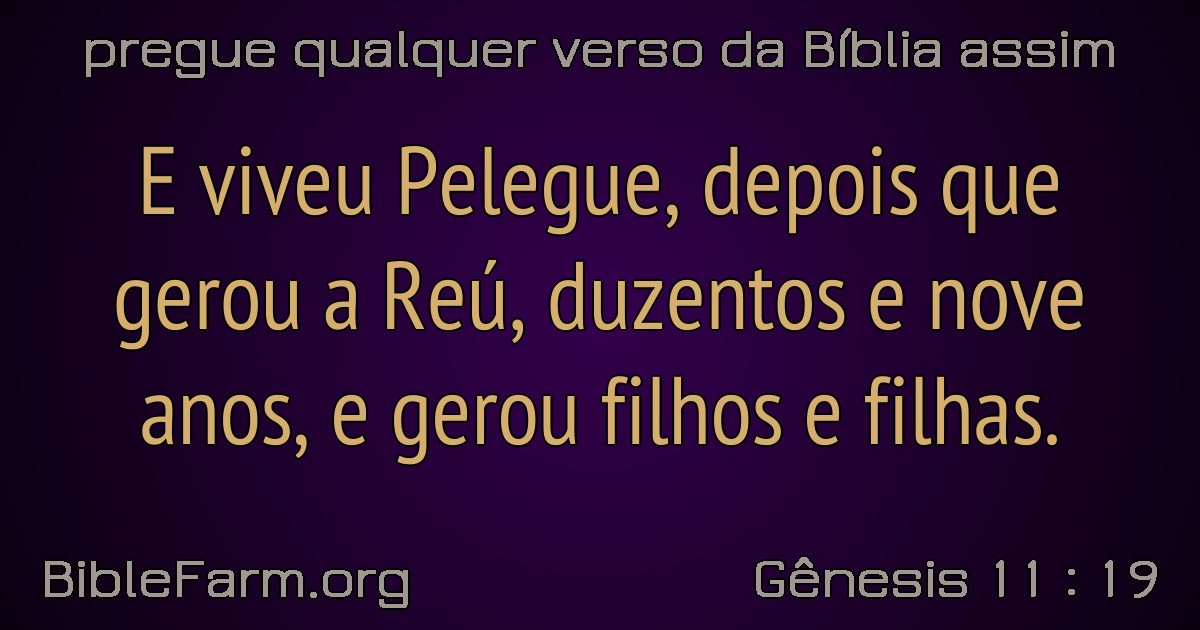 pregue qualquer verso da Bíblia assim
E viveu Pelegue, depois que
gerou a Reú, duzentos e nove
anos, e gerou filhos e filhas.
BibleFarm.org
Gênesis 11 : 19